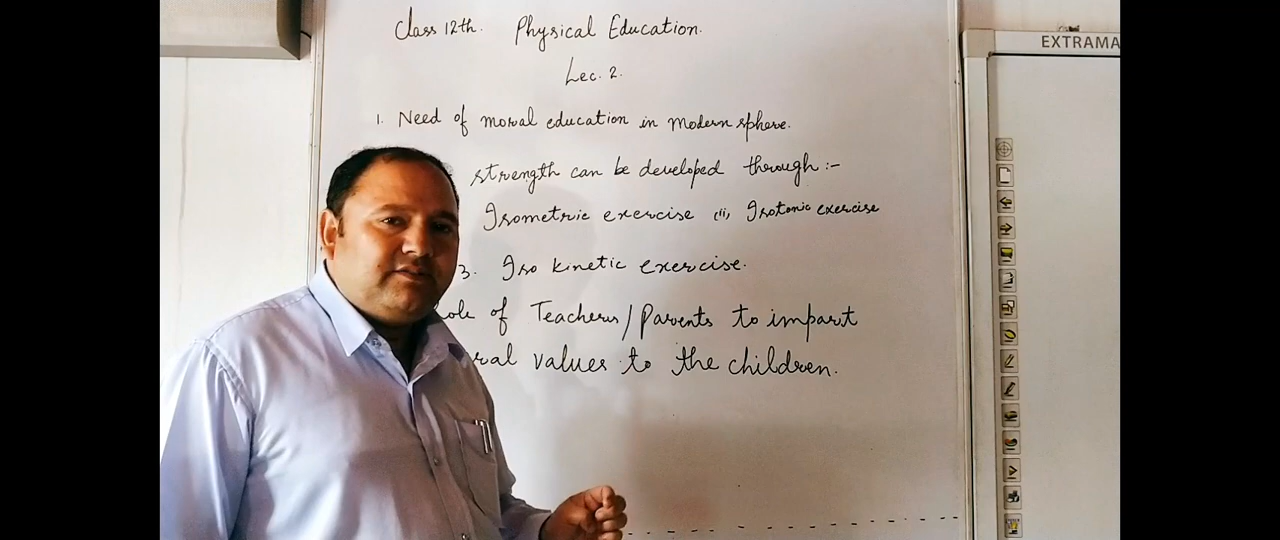 Class 12th. Physical Education.
Lec. 2.
1. Need of moral education in modern sphere.
strength can be developed through :-
Isometric exercise (ii) Isotonic exercise
3. Iso kinetic exercise.
ole of Teachers/Parents to impart
ral values to the children.
EXTRAMA